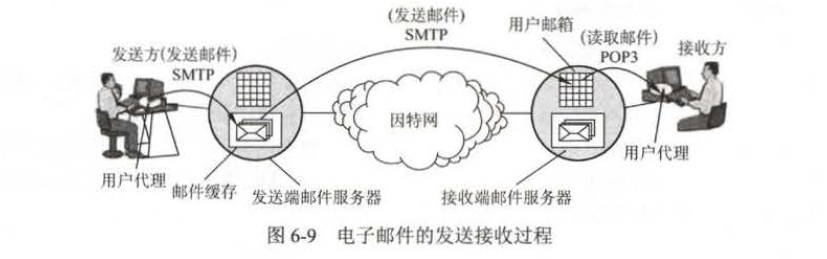 (发送邮件)
SMTP
用户邮箱
(读取邮件)
POP3
接收方
发送方(发送邮件)
SMTP
因特网
用户代理
邮件缓存
发送端邮件服务器
接收端邮件服务器
用户代理
图 6-9 电子邮件的发送接收过程